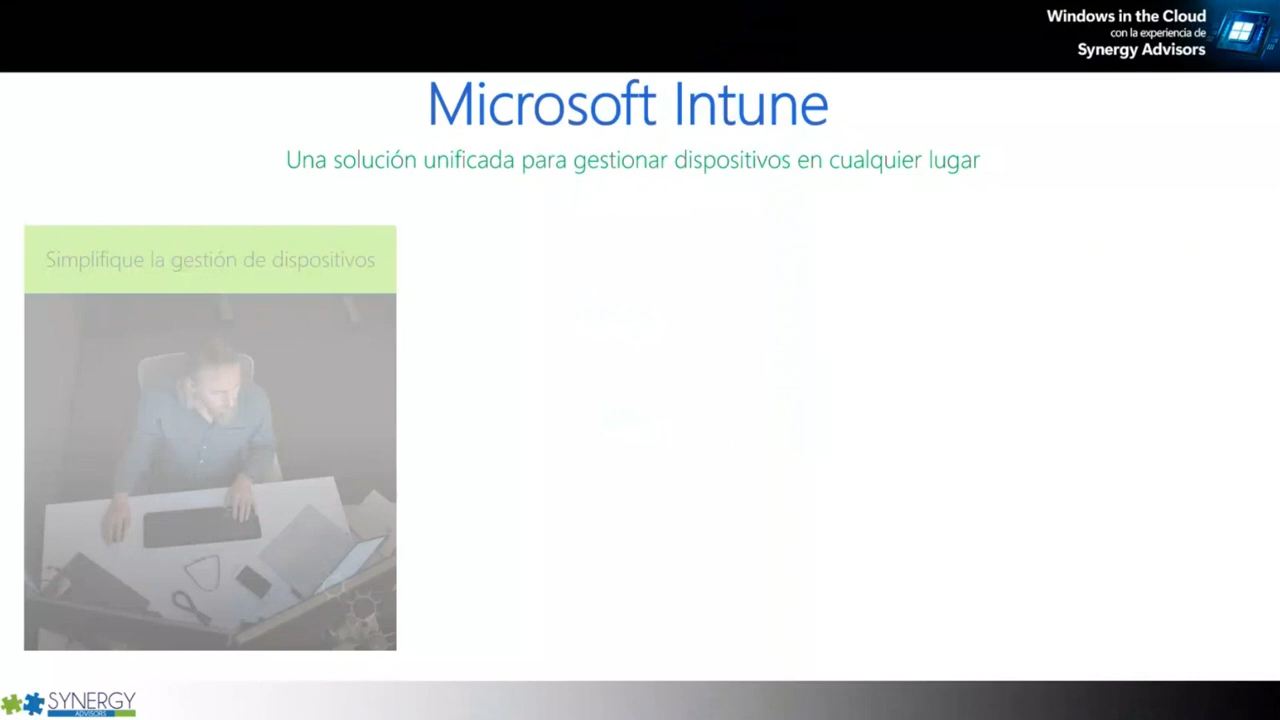 Windows in the Cloud
con la experiencia de
Synergy Advisors
Microsoft Intune
Una solución unificada para gestionar dispositivos en cualquier lugar
Simplifique la gestión de dispositivos
SYNERGY
ADVISORS